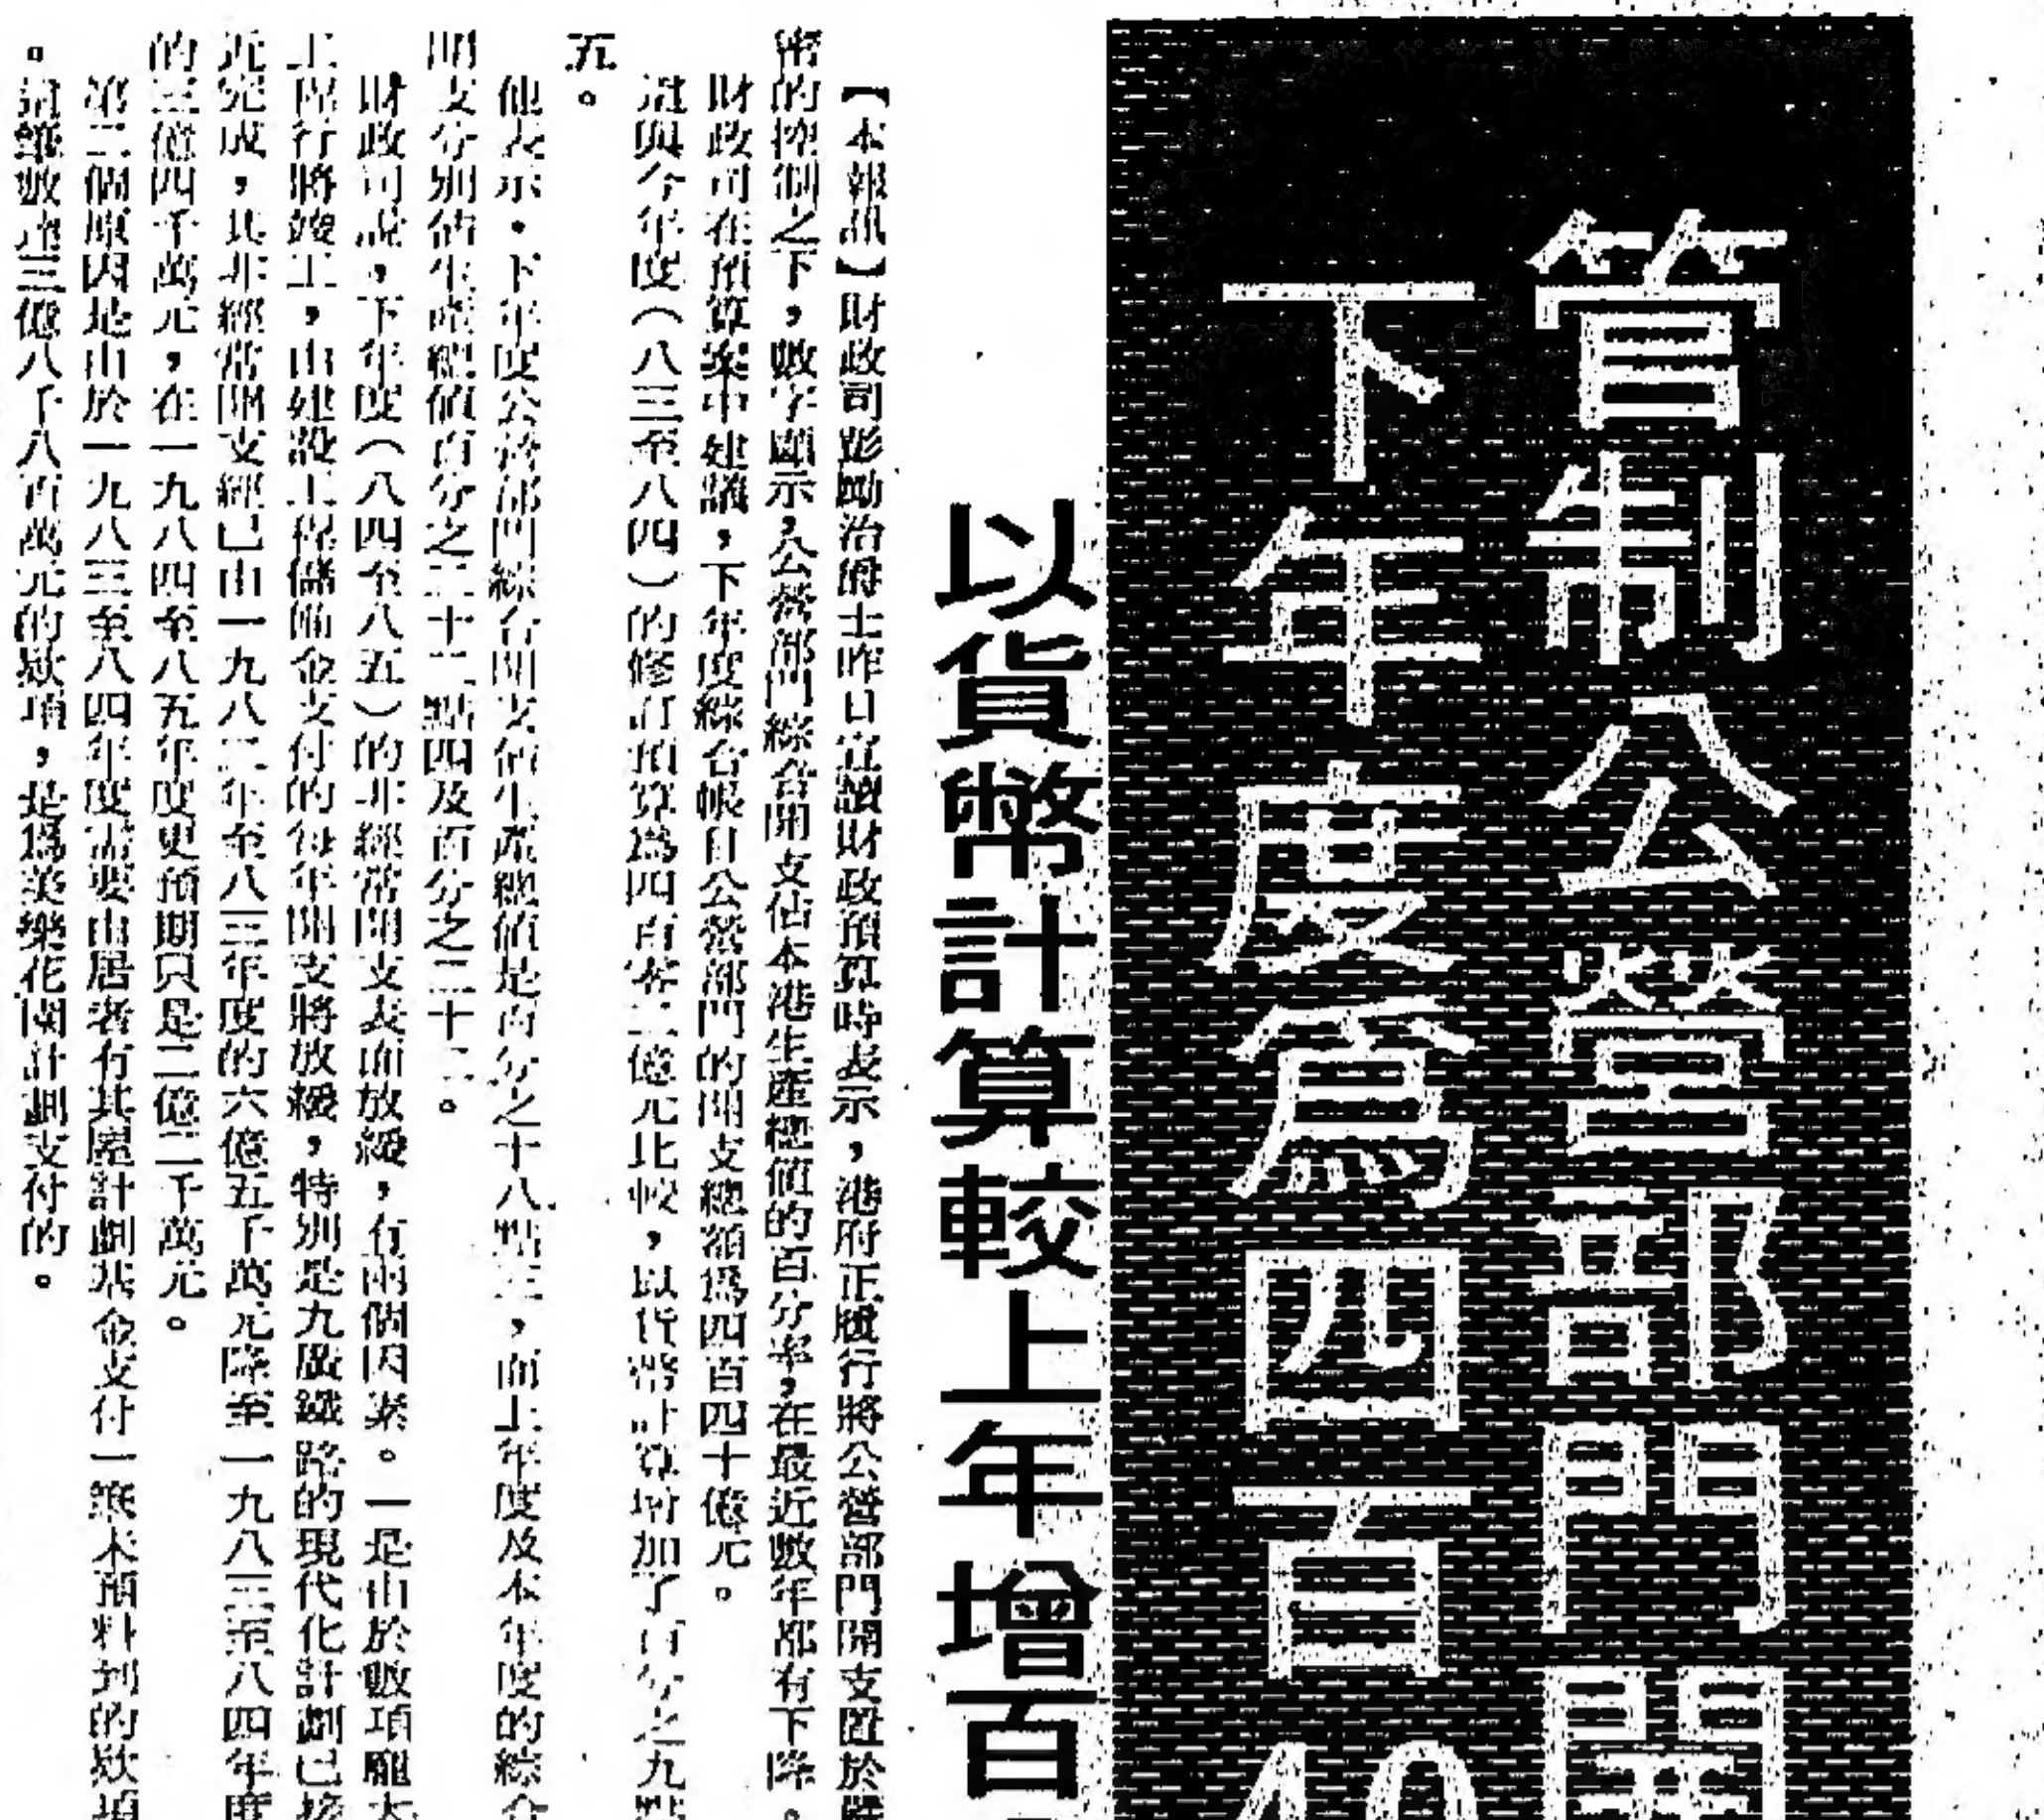 管制公營部門開
下年度為四百40
以貨幣計算較上年增百
【本報訊】財政司彭勵治爵士昨日宣讀財政預算時表示，港府正履行將公營部門開支置於嚴
密的控制之下，數字顯示，公營部門綜合開支佔本港生產總值的百分率，在最近數年都有下降。
財政司在預算案中建議，下年度綜合帳目公營部門的開支總額為四百四十億元。
這與今年度（八三至八四）的修訂預算為四百零二億元比較，以貨幣計算增加了百分之九點
五。
他表示，下年度公營部門綜合開支佔生產總值是百分之十八點三，而上年度及本年度的綜合
開支分別佔生產總值百分之二十二點四及百分之二十二。
財政司說，下年度（八四至八五）的非經常開支表面放緩，有兩個因素。一是由於數項龐大
工程行將竣工，由建設工程儲備金支付的每年開支將放緩，特別是九廣鐵路的現代化計劃已接
近完成，其非經常開支經已由一九八二年至八三年度的六億五千萬元降至一九八三至八四年度
的三億四千萬元，在一九八四至八五年度更預期只是二億二千萬元。
第二個原因是由於一九八三至八四年度需要由居者有其屋計劃基金支付一筆未預料到的款項
。這筆數達三億八千八百萬元的款項，是為美樂花園計劃支付的。